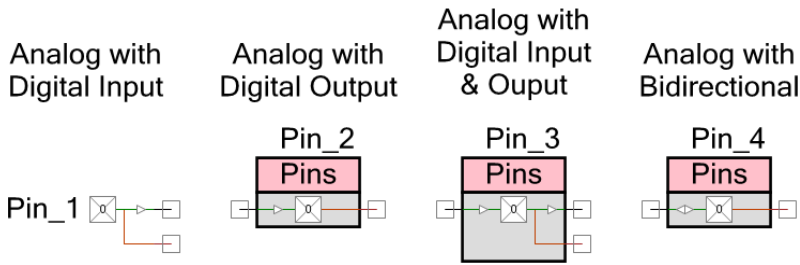 Analog with
Digital Input
Analog with
Digital Output
Analog with
Digital Input
& Ouput
Analog with
Bidirectional
Pin_1
0
Pin_2
Pins
0
Pin_3
Pins
0
Pin_4
Pins
0